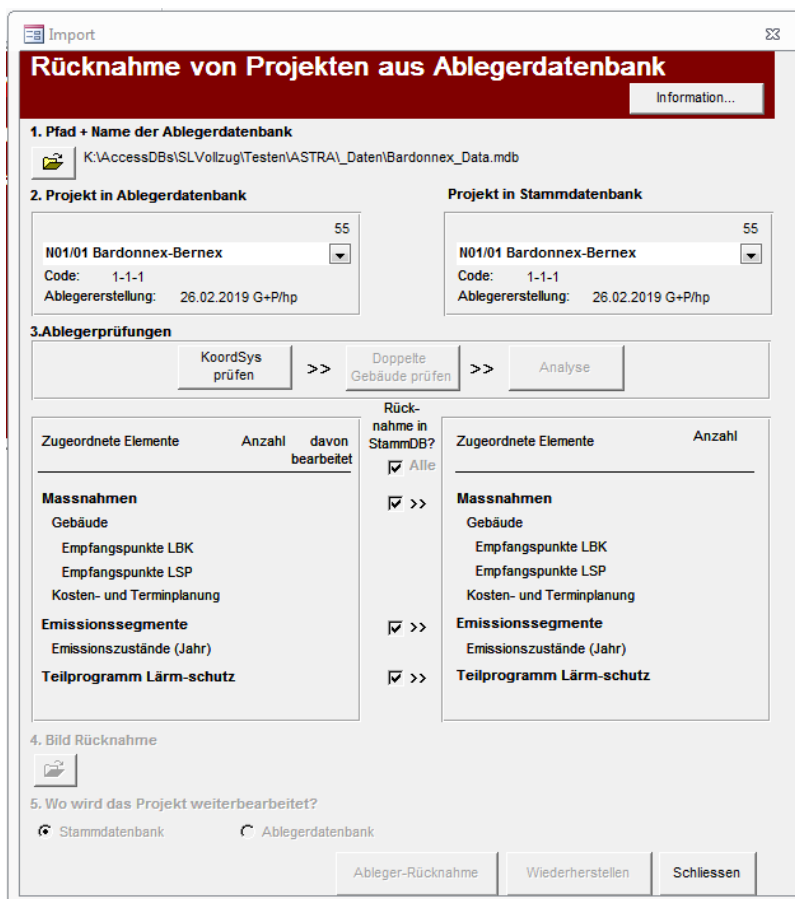 Import
Rücknahme von Projekten aus Ablegerdatenbank
Information...
1. Pfad + Name der Ablegerdatenbank
K:\AccessDBs\SLVollzug\Testen\ASTRA\_Daten\Bardonnex_Data.mdb
2. Projekt in Ablegerdatenbank
Projekt in Stammdatenbank
55
N01/01 Bardonnex-Bernex
Code: 1-1-1
Ablegererstellung: 26.02.2019 G+P/hp
55
N01/01 Bardonnex-Bernex
Code: 1-1-1
Ablegererstellung: 26.02.2019 G+P/hp
3.Ablegerprüfungen
KoordSys
prüfen
>>
Doppelte
Gebäude prüfen
>>
Analyse
Zugeordnete Elemente Anzahl davon
bearbeitet
Rück-
nahme in
StammDB?
Alle
Zugeordnete Elemente Anzahl
Massnahmen >> Massnahmen
Gebäude Gebäude
Empfangspunkte LBK Empfangspunkte LBK
Empfangspunkte LSP Empfangspunkte LSP
Kosten- und Terminplanung Kosten- und Terminplanung
Emissionssegmente >> Emissionssegmente
Emissionszustände (Jahr) Emissionszustände (Jahr)
Teilprogramm Lärm-schutz >> Teilprogramm Lärm-schutz
4. Bild Rücknahme
5. Wo wird das Projekt weiterbearbeitet?
Stammdatenbank Ablegerdatenbank
Ableger-Rücknahme Wiederherstellen Schliessen